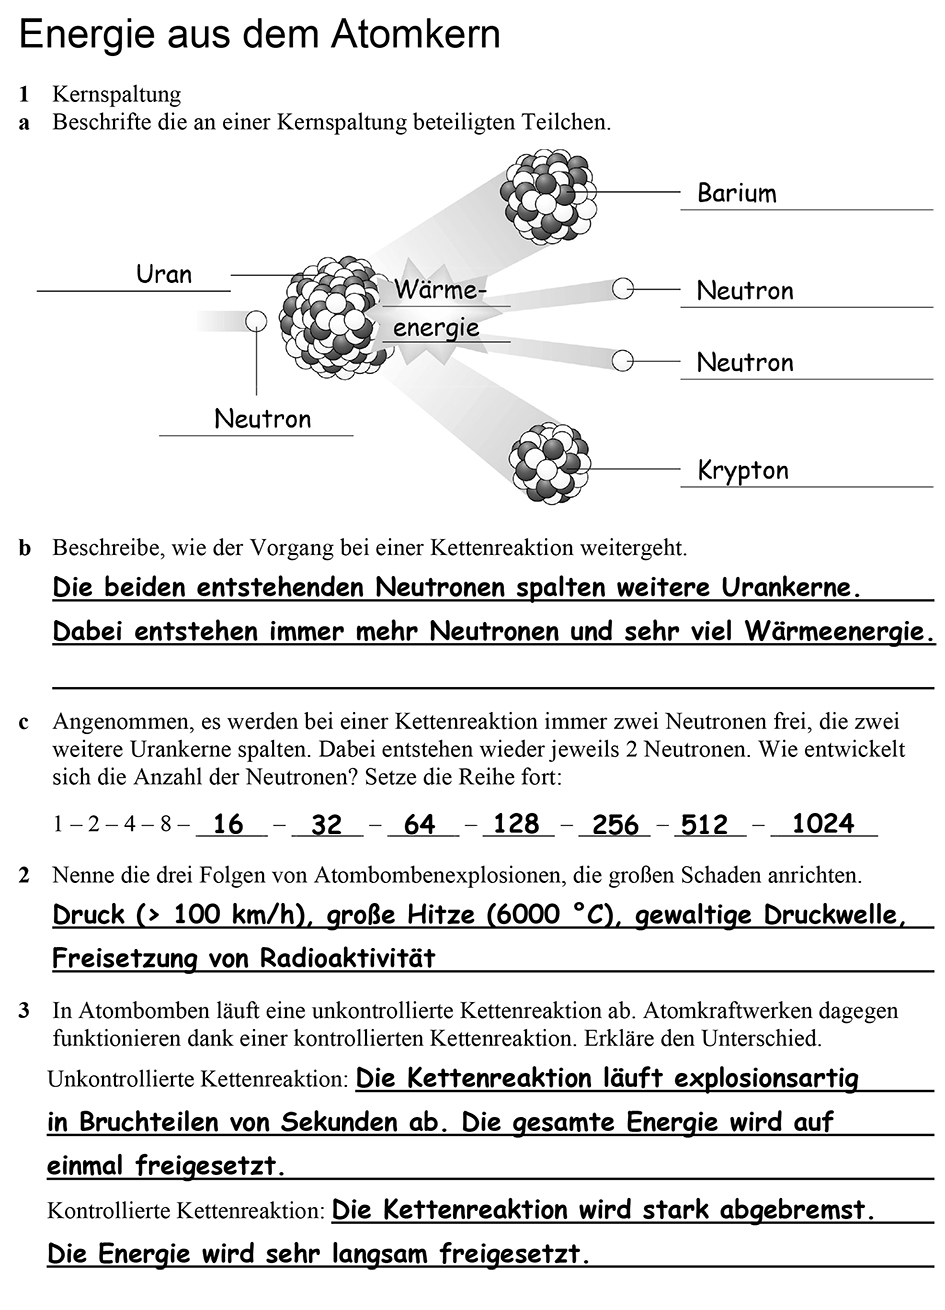 Energie aus dem Atomkern
1 Kernspaltung
a Beschrifte die an einer Kernspaltung beteiligten Teilchen.
Barium
Uran
Wärme-
energie
Neutron
Neutron
Neutron
Krypton
b Beschreibe, wie der Vorgang bei einer Kettenreaktion weitergeht.
Die beiden entstehenden Neutronen spalten weitere Urankerne.
Dabei entstehen immer mehr Neutronen und sehr viel Wärmeenergie.
c Angenommen, es werden bei einer Kettenreaktion immer zwei Neutronen frei, die zwei
weitere Urankerne spalten. Dabei entstehen wieder jeweils 2 Neutronen. Wie entwickelt
sich die Anzahl der Neutronen? Setze die Reihe fort:
1 – 2 – 4 – 8 – 16 – 32 – 64 – 128 – 256 – 512 – 1024
2 Nenne die drei Folgen von Atombombenexplosionen, die großen Schaden anrichten.
Druck (> 100 km/h), große Hitze (6000 °C), gewaltige Druckwelle,
Freisetzung von Radioaktivität
3 In Atombomben läuft eine unkontrollierte Kettenreaktion ab. Atomkraftwerken dagegen
funktionieren dank einer kontrollierten Kettenreaktion. Erkläre den Unterschied.
Unkontrollierte Kettenreaktion: Die Kettenreaktion läuft explosionsartig
in Bruchteilen von Sekunden ab. Die gesamte Energie wird auf
einmal freigesetzt.
Kontrollierte Kettenreaktion: Die Kettenreaktion wird stark abgebremst.
Die Energie wird sehr langsam freigesetzt.